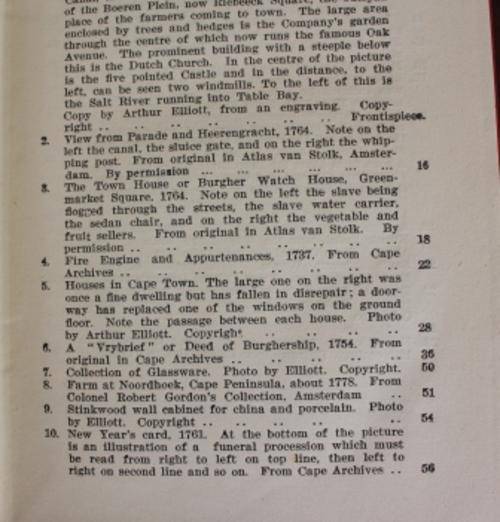 of the Boeren Plein, now Riebeeck Square, the
place of the farmers coming to town. The large area
enclosed by trees and hedges is the Company's garden
through the centre of which now runs the famous Oak
Avenue. The prominent building with a steeple below
this is the Dutch Church. In the centre of the picture
is the five pointed Castle and in the distance, to the
left, can be seen two windmills. To the left of this is
the Salt River running into Table Bay.
Copy by Arthur Elliott, from an engraving. Copy-
right .. .. .. .. .. .. .. Frontispiece.
2. View from Parade and Heerengracht, 1764. Note on the
left the canal, the sluice gate, and on the right the whip-
ping post. From original in Atlas van Stolk, Amster-
dam. By permission ... ... ... ... ... 16
3. The Town House or Burgher Watch House, Green-
market Square, 1764. Note on the left the slave being
flogged through the streets, the slave water carrier,
the sedan chair, and on the right the vegetable and
fruit sellers. From original in Atlas van Stolk. By
permission .. .. .. .. .. .. .. .. 18
4. Fire Engine and Appurtenances, 1737. From Cape
Archives .. .. .. .. .. .. .. .. 22
5. Houses in Cape Town. The large one on the right was
once a fine dwelling but has fallen in disrepair; a door-
way has replaced one of the windows on the ground
floor. Note the passage between each house. Photo
by Arthur Elliott. Copyright .. .. .. .. 28
6. A "Vrybrief" or Deed of Burghership, 1754. From
original in Cape Archives .. .. .. .. .. 36
7. Collection of Glassware. Photo by Elliott. Copyright. 50
8. Farm at Noordhoek, Cape Peninsula, about 1778. From
Colonel Robert Gordon's Collection, Amsterdam .. 51
9. Stinkwood wall cabinet for china and porcelain. Photo
by Elliott. Copyright .. .. .. .. .. .. 54
10. New Year's card, 1761. At the bottom of the picture
is an illustration of a funeral procession which must
be read from right to left on top line, then left to
right on second line and so on. From Cape Archives .. 56